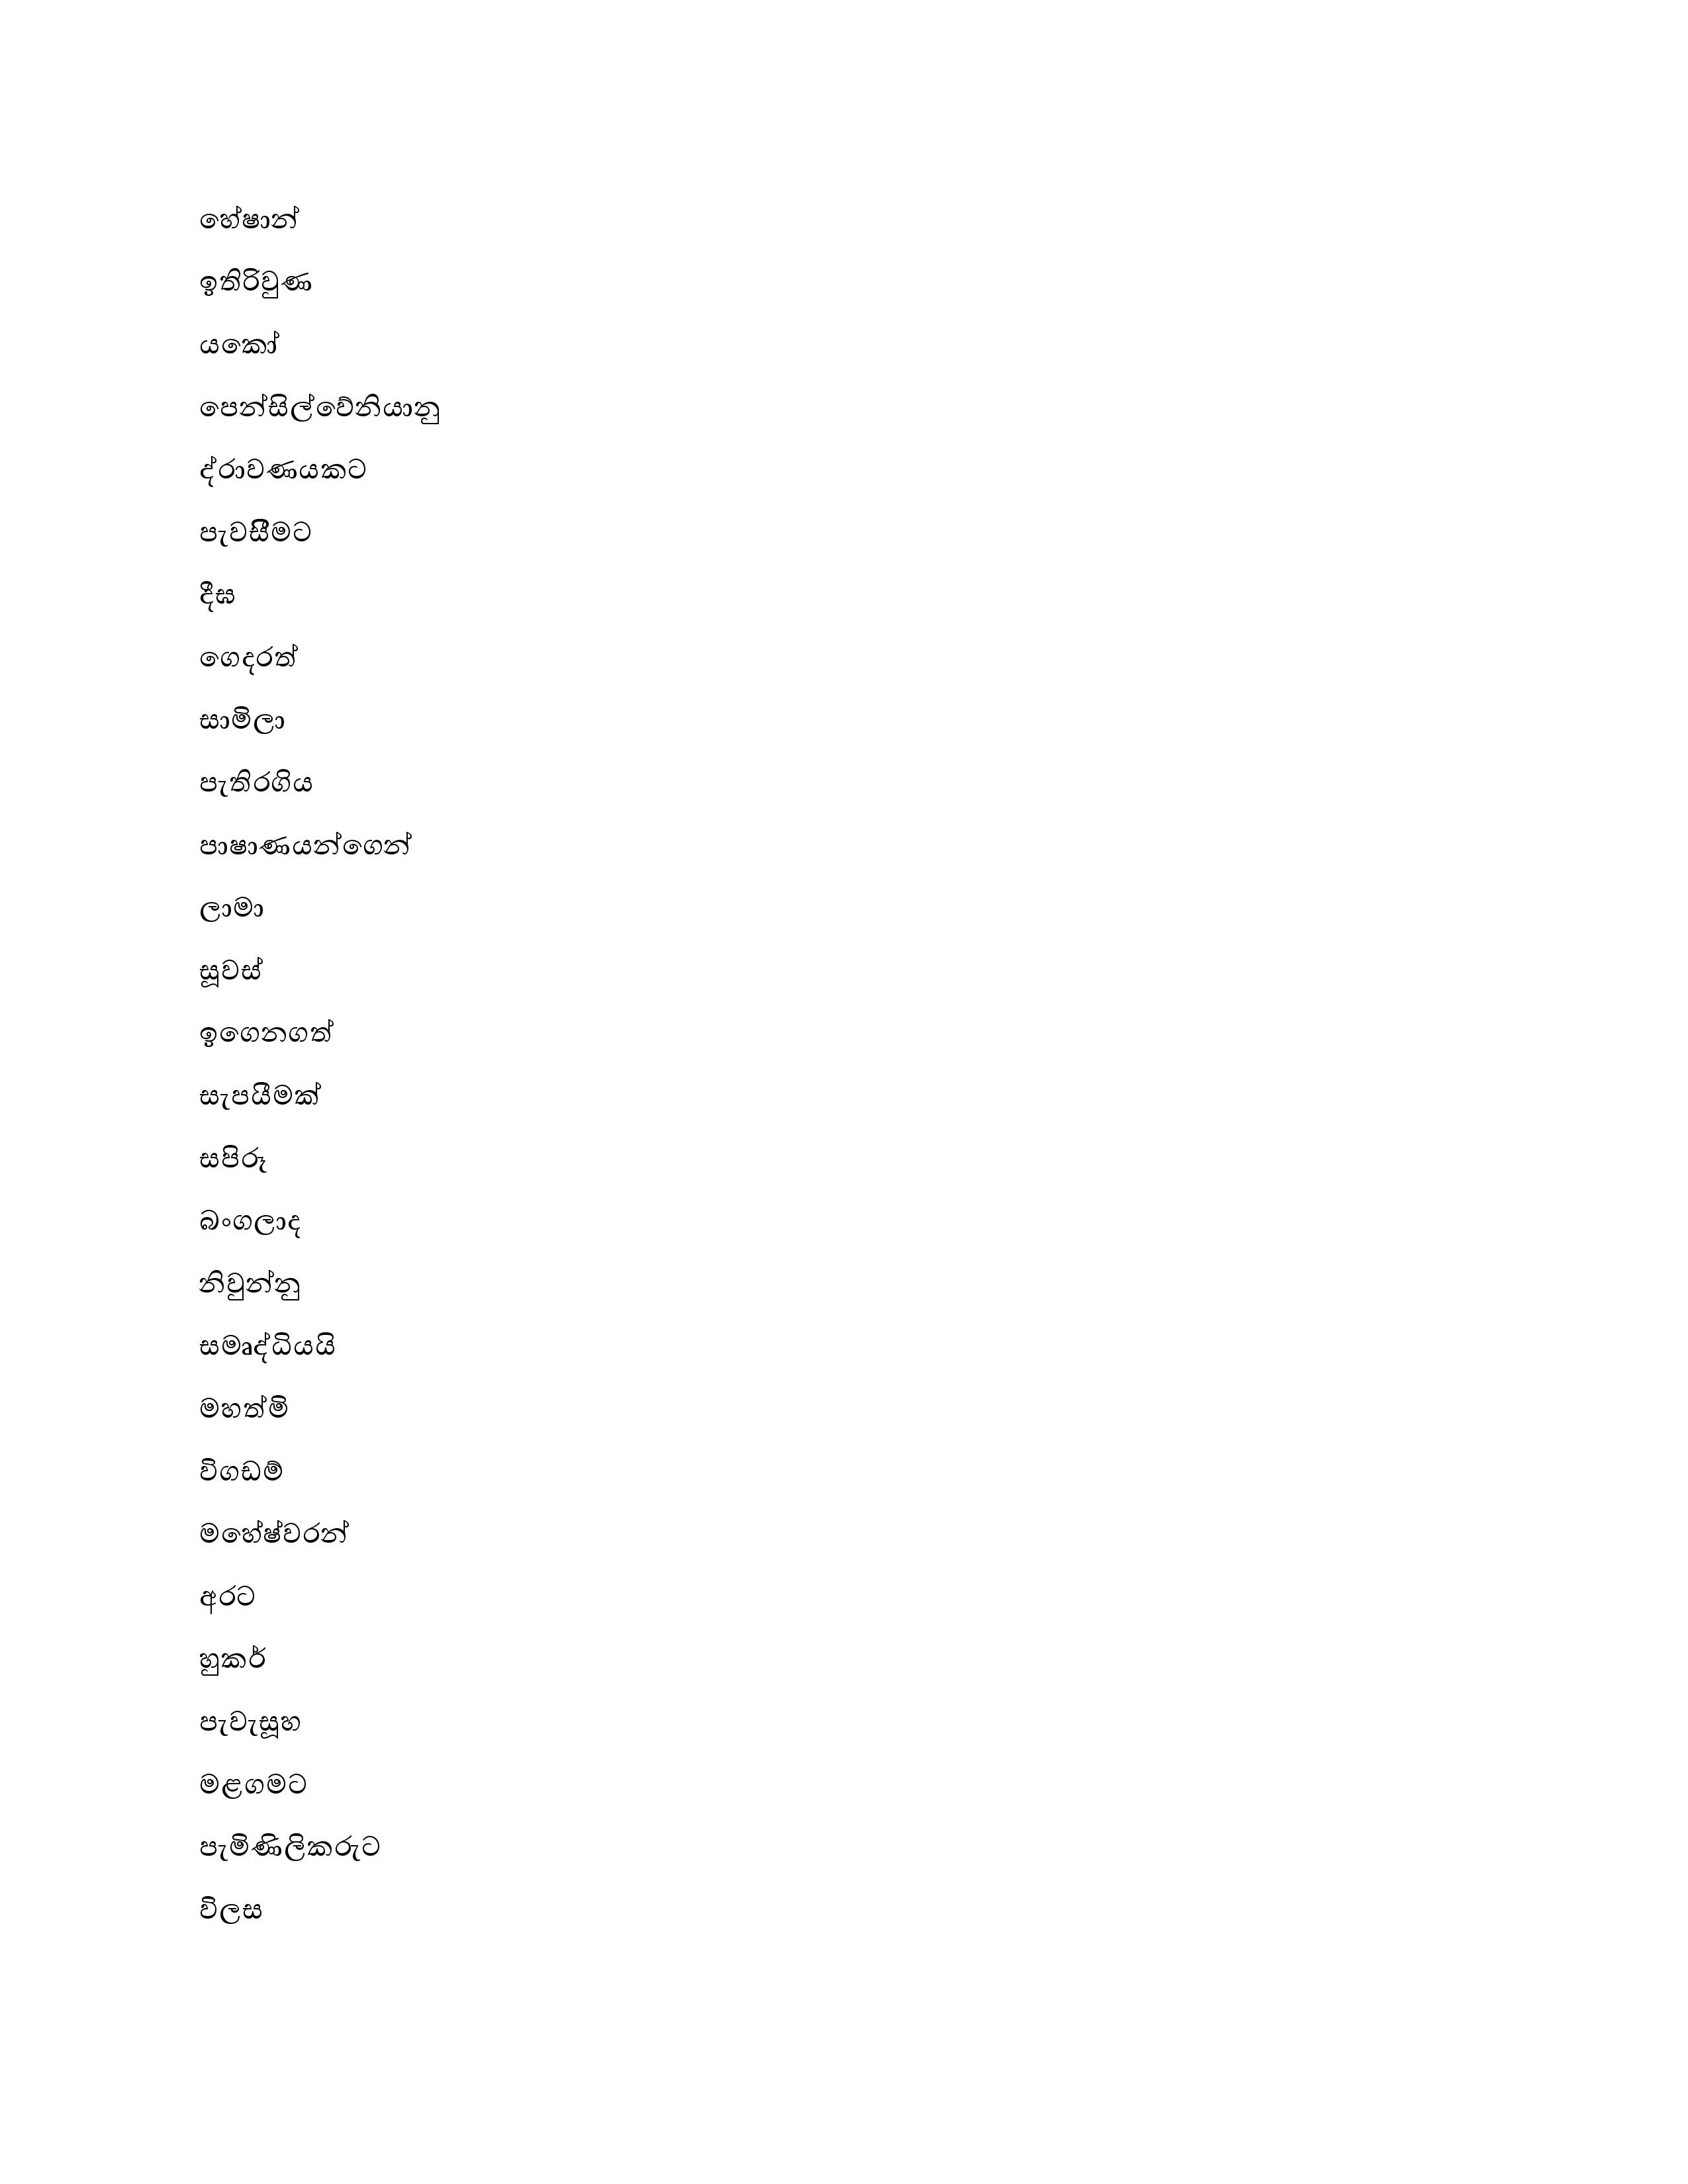 හේෂාන්
ඉතිරිවුණ
යකෝ
පෙන්සිල්වේනියානු
ද්රාවණයකට
පැවසීමට
දීඝ
ගෙදරත්
සාමිලා
පැතිරගිය
පාෂාණයන්ගෙන්
ලාමා
සූවස්
ඉගෙනගත්
සැපයීමක්
සපිරූ
බංගලාද
නිවුන්නු
සමෘද්ධියයි
මහත්මි
විගඩම්
මහේෂ්වරන්
අරට
හුකර්
පැවැසූහ
මළගමට
පැමිණිලිකරුට
විලස